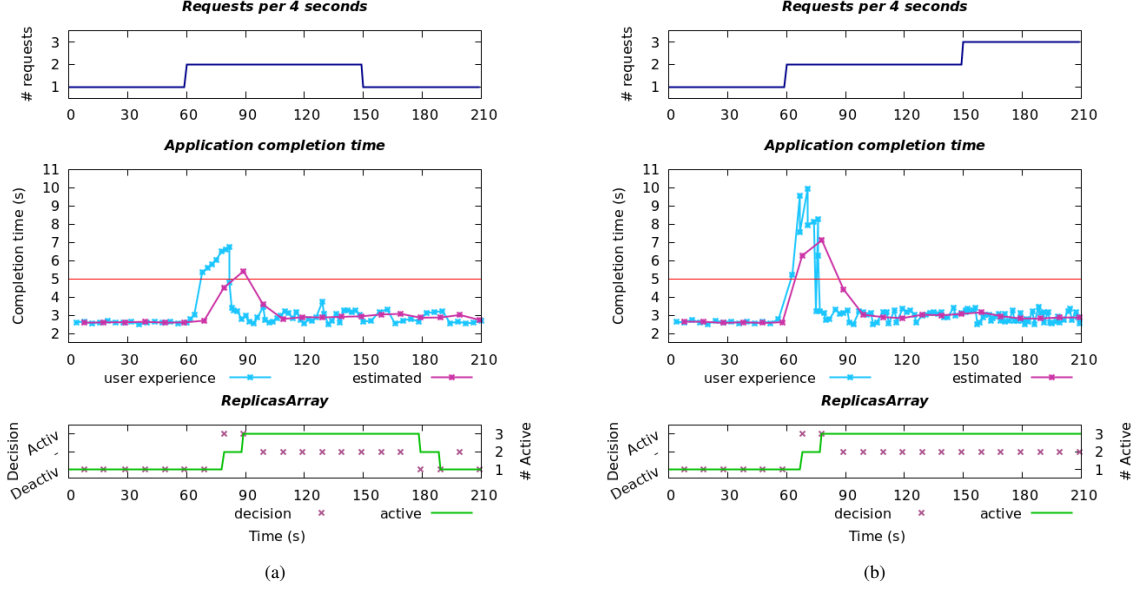 Requests per 4 seconds
# requests
3
2
1
0 30 60 90 120 150 180 210
Application completion time
Completion time (s)
11
10
9
8
7
6
5
4
3
2
0 30 60 90 120 150 180 210
user experience estimated
ReplicasArray
Decision
Activ
-
Deactiv
3
2
1
# Active
0 30 60 90 120 150 180 210
decision active
Time (s)
(a)
Requests per 4 seconds
# requests
3
2
1
0 30 60 90 120 150 180 210
Application completion time
Completion time (s)
11
10
9
8
7
6
5
4
3
2
0 30 60 90 120 150 180 210
user experience estimated
ReplicasArray
Decision
Activ
-
Deactiv
3
2
1
# Active
0 30 60 90 120 150 180 210
decision active
Time (s)
(b)